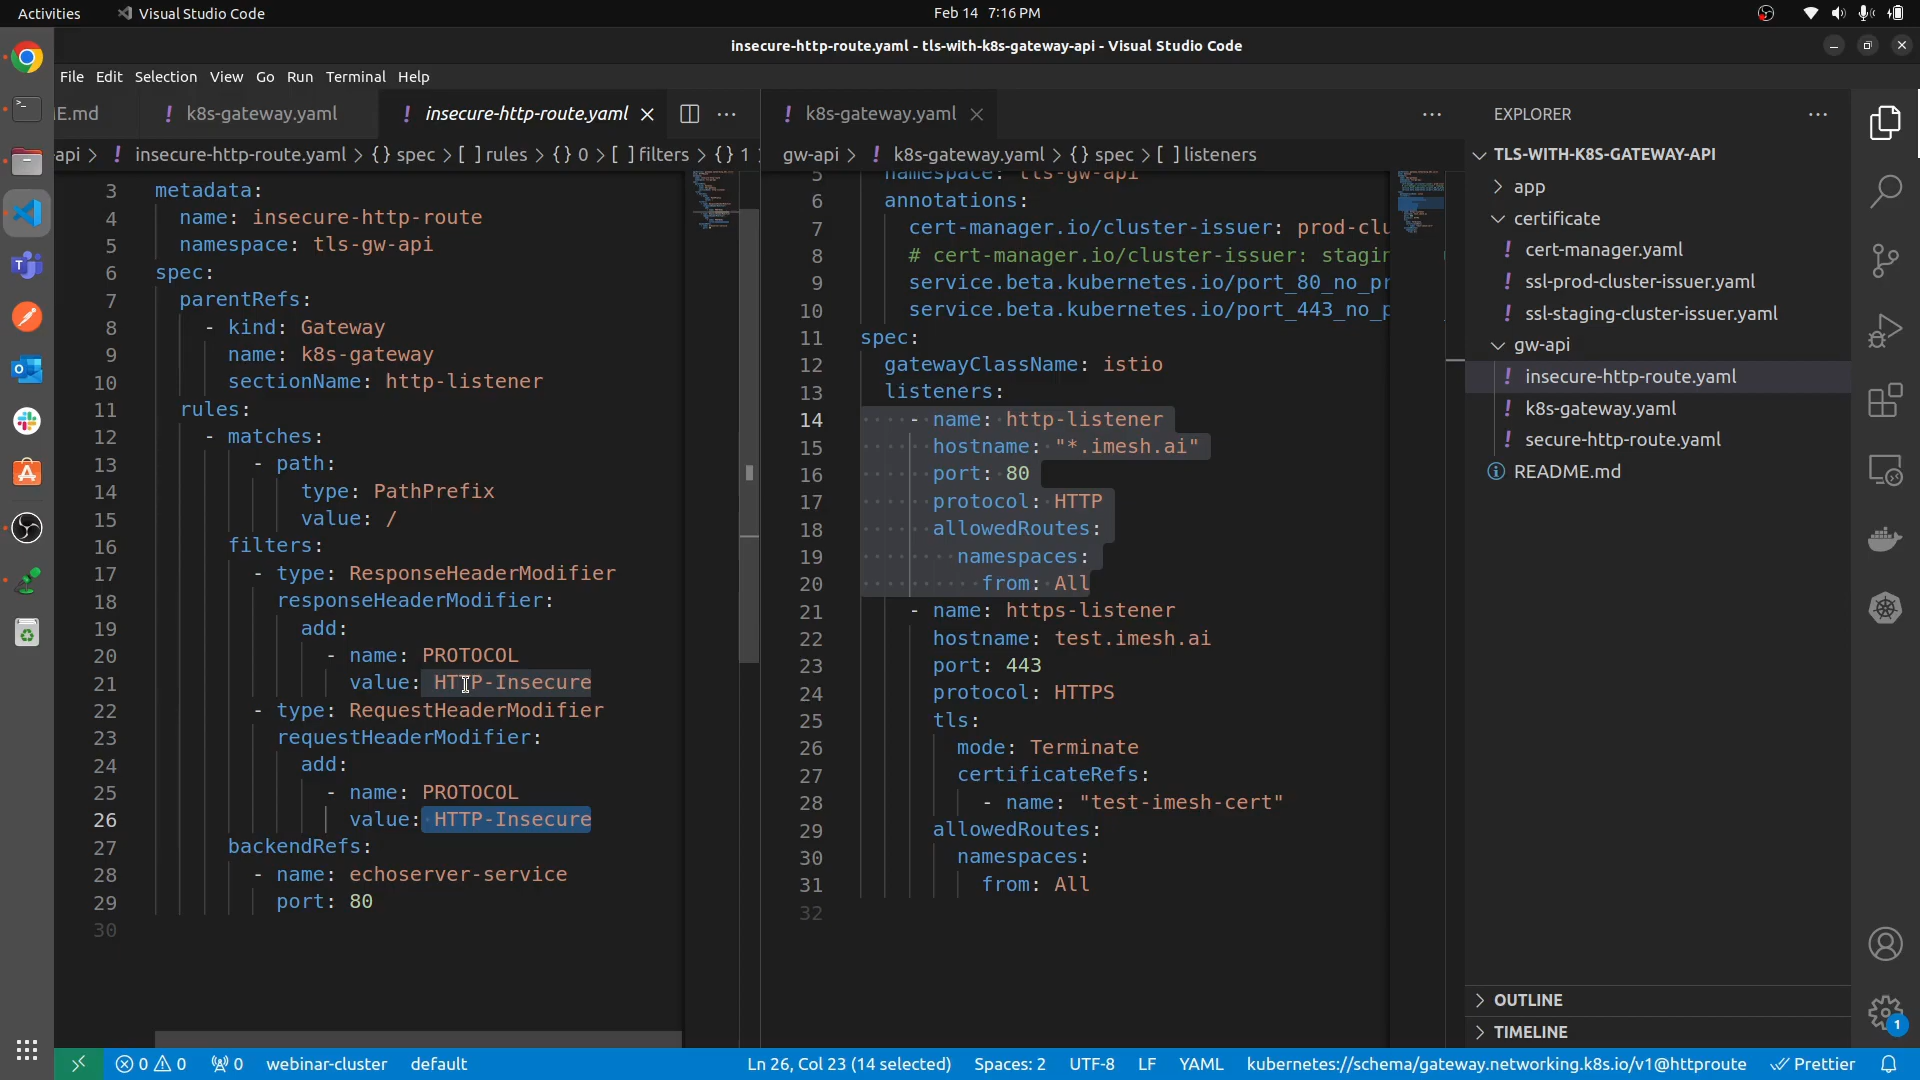 Activities
Visual Studio Code
Feb 14 7:16 PM
insecure-http-route.yaml - tls-with-k8s-gateway-api - Visual Studio Code
File Edit Selection View Go Run Terminal Help
E.md
! k8s-gateway.yaml
! insecure-http-route.yaml
-api > ! insecure-http-route.yaml > {} spec > [ ] rules > {} 0 > [ ] filters > {} 1
3 metadata:
4 name: insecure-http-route
5 namespace: tls-gw-api
6 spec:
7 parentRefs:
8 - kind: Gateway
9 name: k8s-gateway
10 sectionName: http-listener
11 rules:
12 - matches:
13 - path:
14 type: PathPrefix
15 value: /
16 filters:
17 - type: ResponseHeaderModifier
18 responseHeaderModifier:
19 add:
20 - name: PROTOCOL
21 value: HTTP-Insecure
22 - type: RequestHeaderModifier
23 requestHeaderModifier:
24 add:
25 - name: PROTOCOL
26 value: HTTP-Insecure
27 backendRefs:
28 - name: echoserver-service
29 port: 80
30
! k8s-gateway.yaml
gw-api > ! k8s-gateway.yaml > {} spec > [ ] listeners
5 namespace: tls-gw-api
6 annotations:
7 cert-manager.io/cluster-issuer: prod-clu
8 # cert-manager.io/cluster-issuer: stagin
9 service.beta.kubernetes.io/port_80_no_pr
10 service.beta.kubernetes.io/port_443_no_p
11 spec:
12 gatewayClassName: istio
13 listeners:
14 - name: http-listener
15 hostname: "*.imesh.ai"
16 port: 80
17 protocol: HTTP
18 allowedRoutes:
19 namespaces:
20 from: All
21 - name: https-listener
22 hostname: test.imesh.ai
23 port: 443
24 protocol: HTTPS
25 tls:
26 mode: Terminate
27 certificateRefs:
28 - name: "test-imesh-cert"
29 allowedRoutes:
30 namespaces:
31 from: All
32
EXPLORER
TLS-WITH-K8S-GATEWAY-API
app
certificate
! cert-manager.yaml
! ssl-prod-cluster-issuer.yaml
! ssl-staging-cluster-issuer.yaml
gw-api
! insecure-http-route.yaml
! k8s-gateway.yaml
! secure-http-route.yaml
README.md
OUTLINE
TIMELINE
1
0 0 0 webinar-cluster default Ln 26, Col 23 (14 selected) Spaces: 2 UTF-8 LF YAML kubernetes://schema/gateway.networking.k8s.io/v1@httproute Prettier